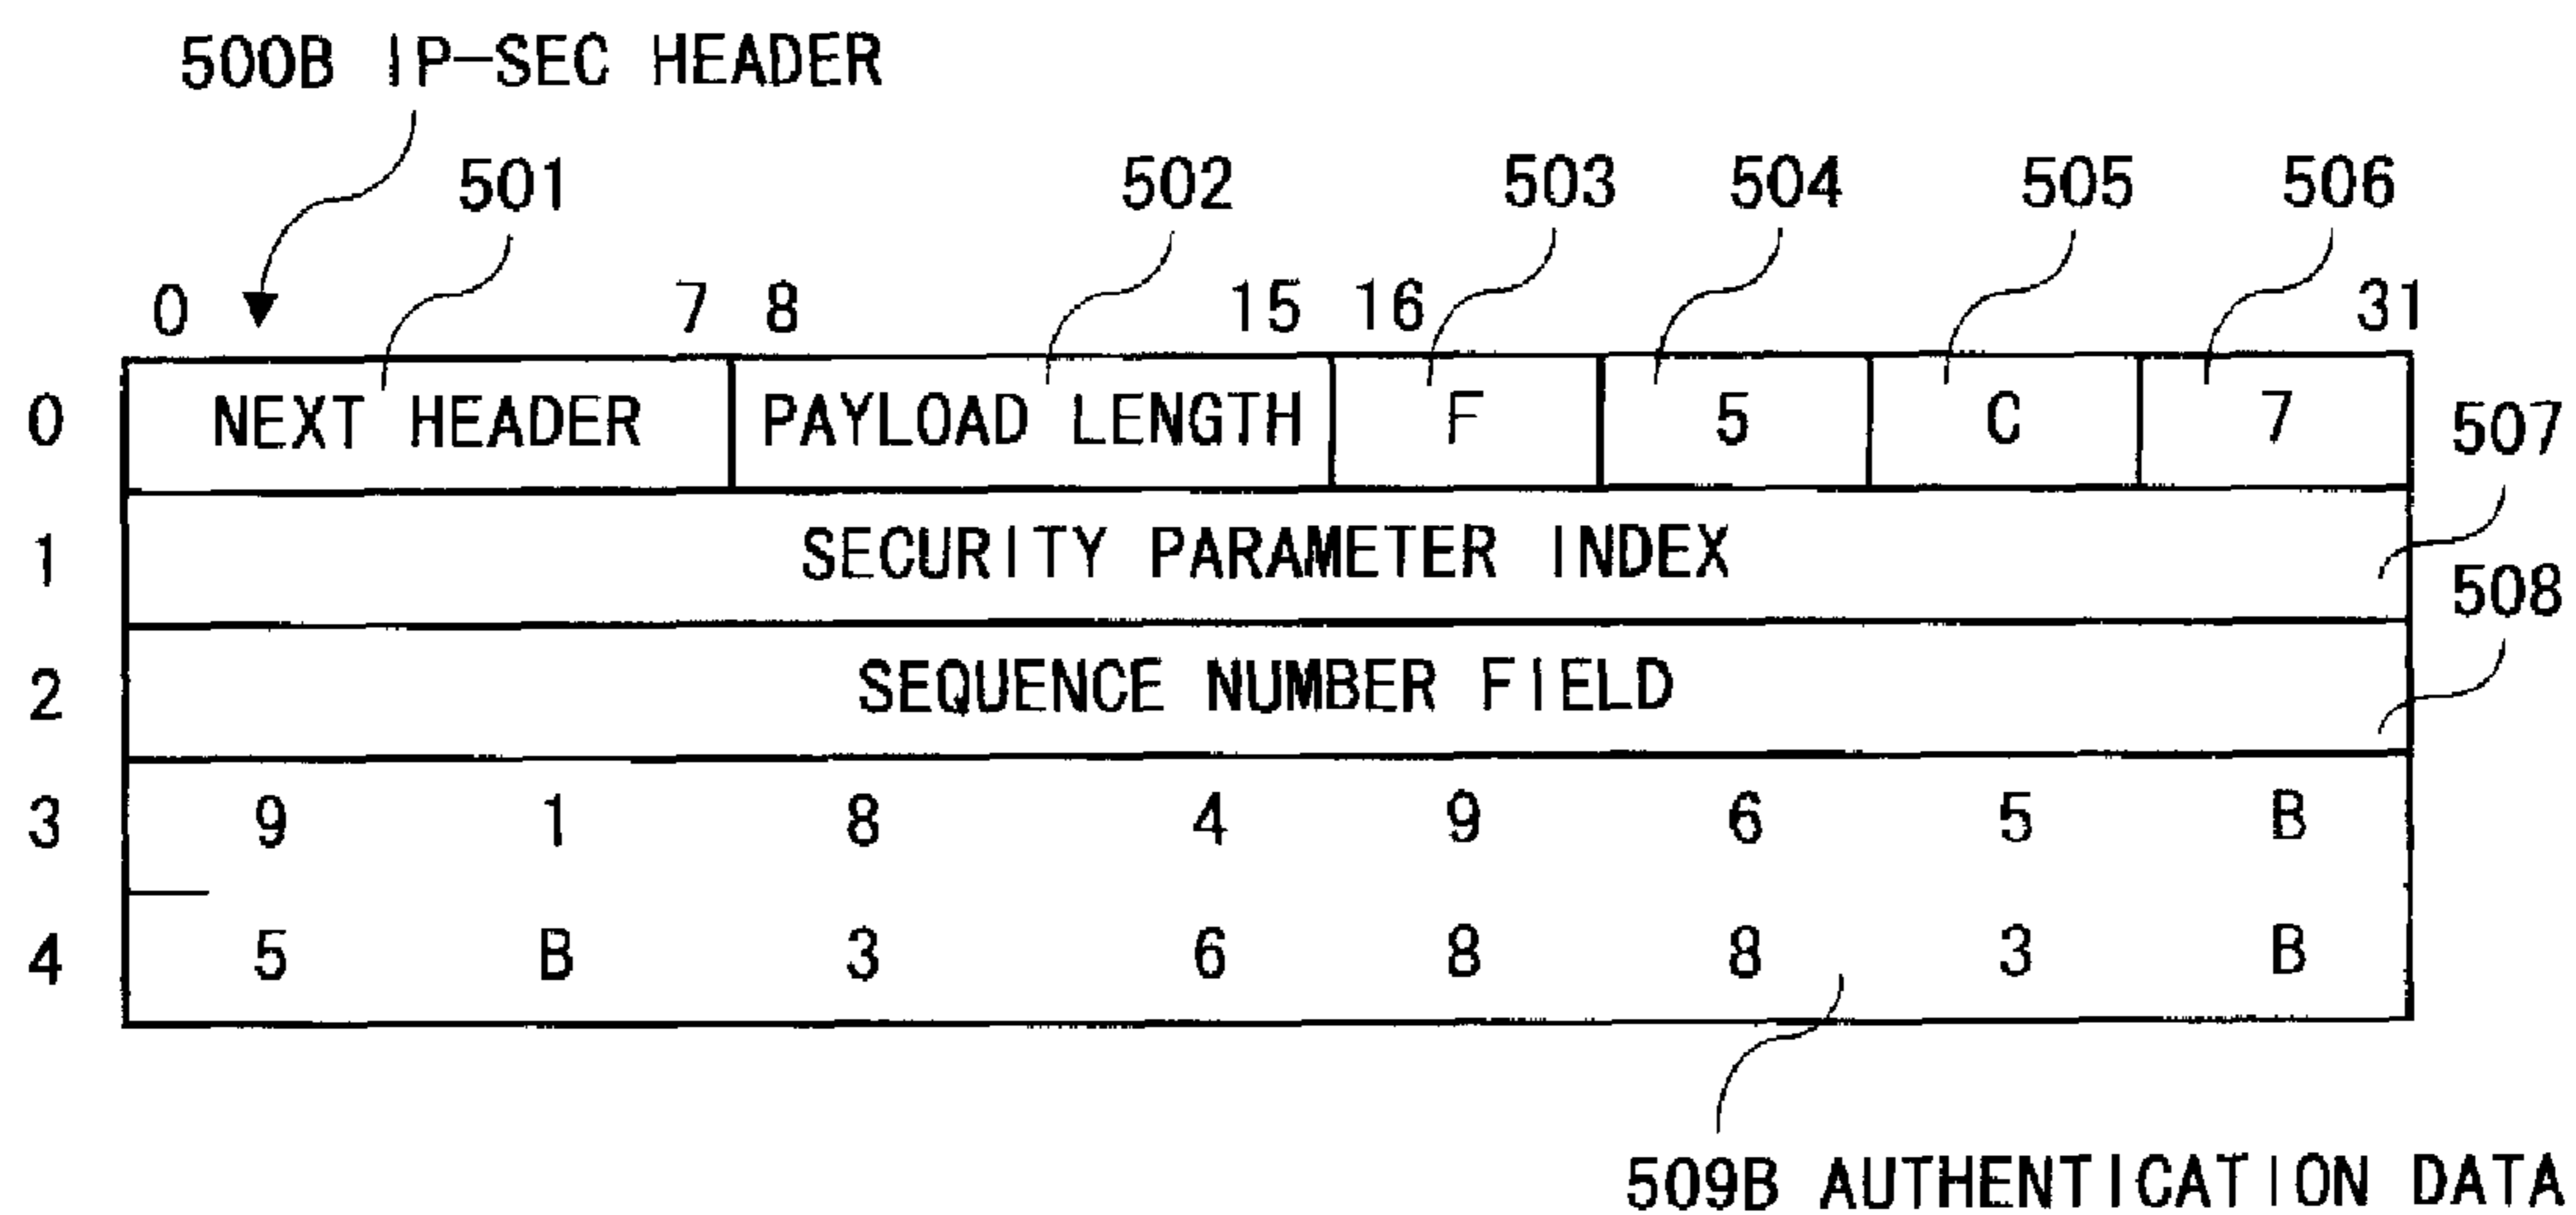 500B IP-SEC HEADER
501 502 503 504 505 506
0 7 8 15 16 31
0 NEXT HEADER PAYLOAD LENGTH F 5 C 7 507
1 SECURITY PARAMETER INDEX
508
2 SEQUENCE NUMBER FIELD
3 9 1 8 4 9 6 5 B
4 5 B 3 6 8 8 3 B
509B AUTHENTICATION DATA